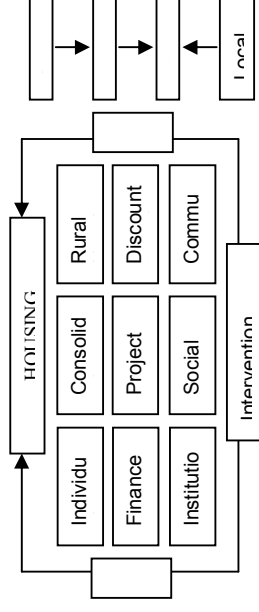 HOUSING
Individu
Consolid
Rural
Finance
Project
Discount
Institutio
Social
Commu
Intervention
Local